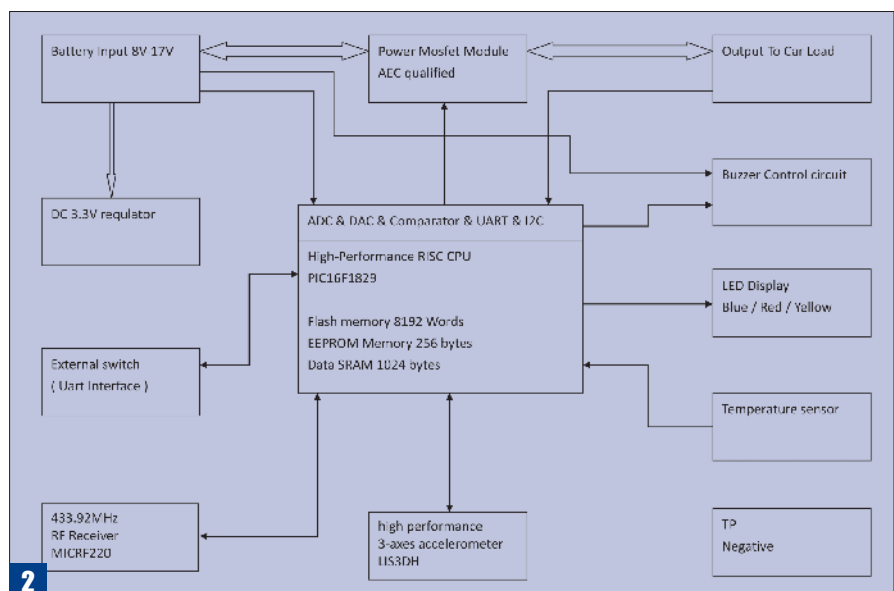 Battery Input 8V 17V
Power Mosfet Module
AEC qualified
Output To Car Load
Buzzer Control circuit
DC 3.3V requlator
ADC & DAC & Comparator & UART & I2C
High-Performance RISC CPU
PIC16F1829
Flash memory 8192 Words
EEPROM Memory 256 bytes
Data SRAM 1024 bytes
LED Display
Blue / Red / Yellow
External switch
( Uart Interface )
Temperature sensor
433.92MHz
RF Receiver
MICRF220
high performance
3-axes accelerometer
LIS3DH
TP
Negative
2